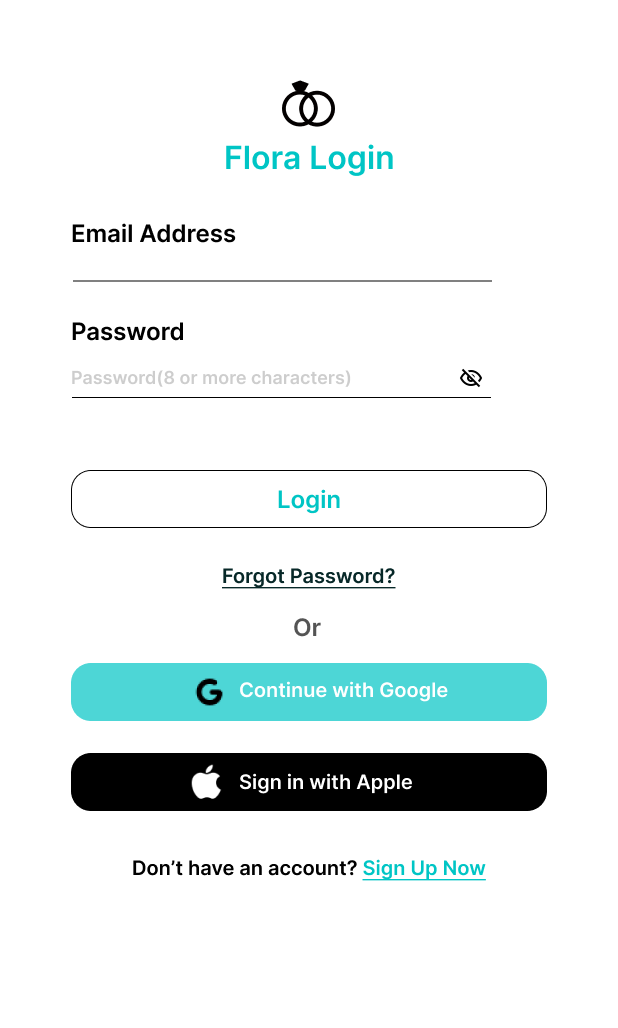 Flora Login
Email Address
Password
Password(8 or more characters)
Login
Forgot Password?
Or
Continue with Google
Sign in with Apple
Don’t have an account? Sign Up Now